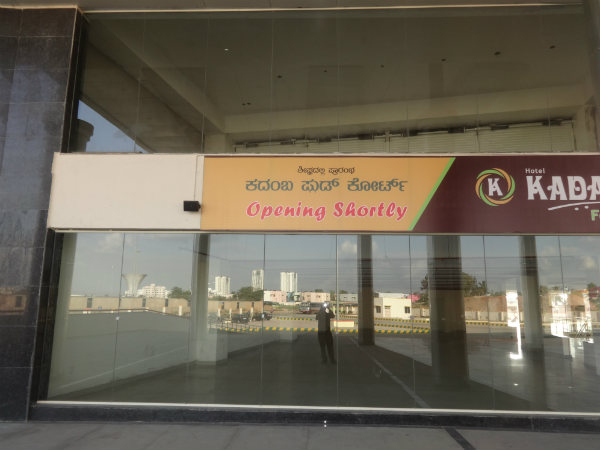 ಶೀಘ್ರದಲ್ಲಿ ಪ್ರಾರಂಭ
ಕದಂಬ ಫುಡ್ ಕೋರ್ಟ್
Opening Shortly
K
Hotel
KADA
F